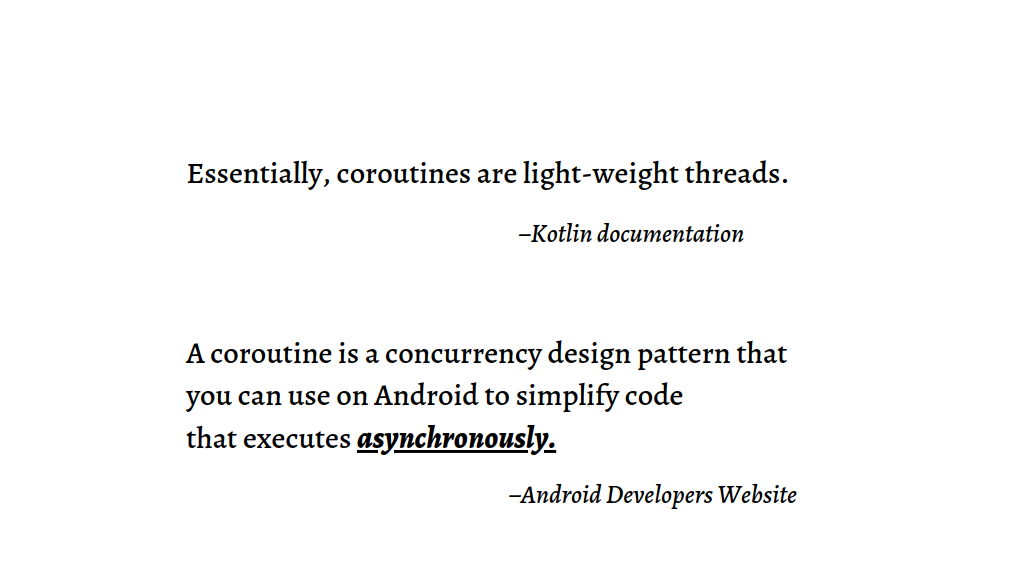 Essentially, coroutines are light-weight threads.
–Kotlin documentation
A coroutine is a concurrency design pattern that
you can use on Android to simplify code
that executes asynchronously.
–Android Developers Website